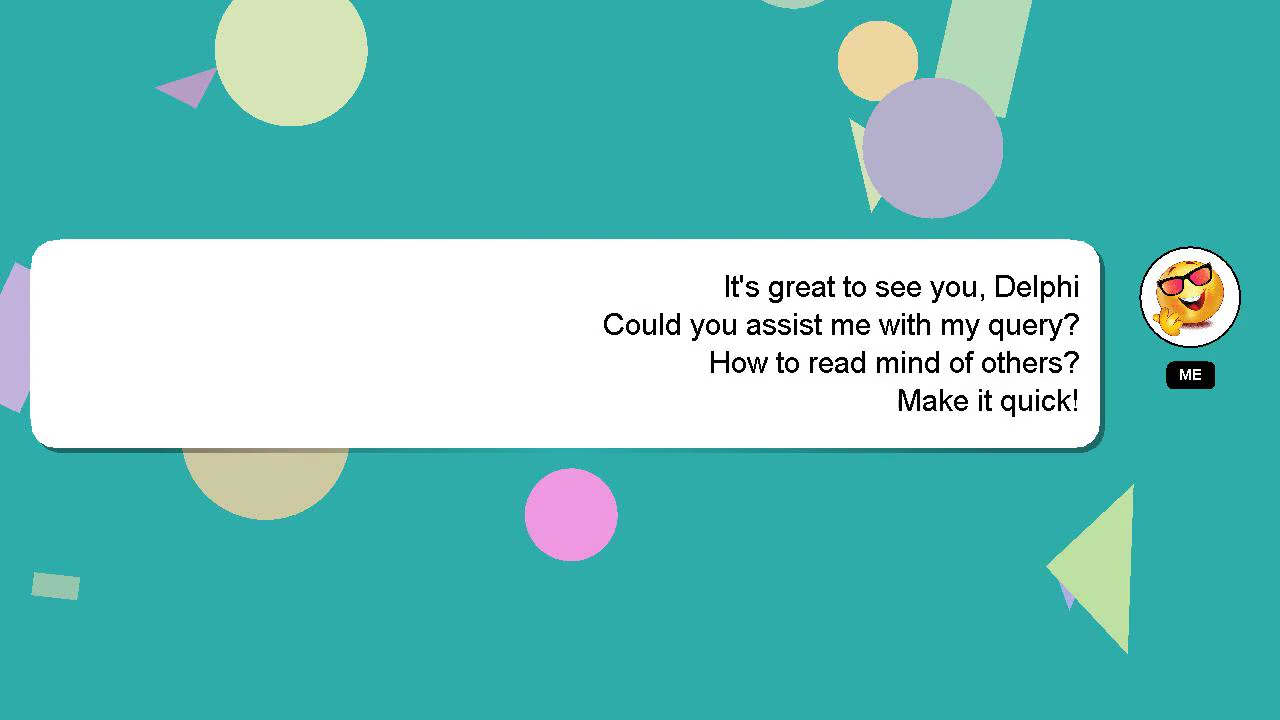 It's great to see you, Delphi
Could you assist me with my query?
How to read mind of others?
Make it quick!
ME